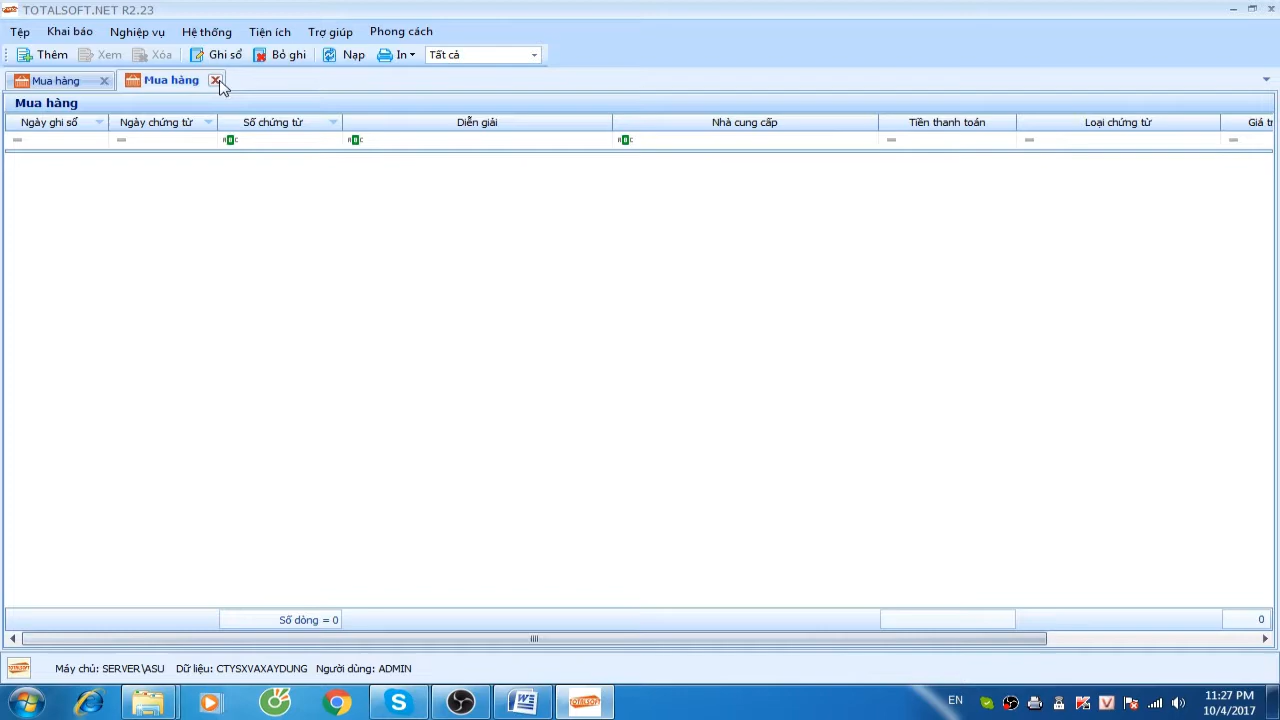 TOTALSOFT.NET R2.23
Tệp Khai báo Nghiệp vụ Hệ thống Tiện ích Trợ giúp Phong cách
Thêm Xem Xóa Ghi sổ Bỏ ghi Nạp In Tất cả
Mua hàng Mua hàng
Mua hàng
Ngày ghi sổ Ngày chứng từ Số chứng từ Diễn giải Nhà cung cấp Tiền thanh toán Loại chứng từ Giá tr
Số dòng = 0 0
TOTALSOFT Máy chủ: SERVER\ASU Dữ liệu: CTYSXVAXAYDUNG Người dùng: ADMIN
EN 11:27 PM
10/4/2017